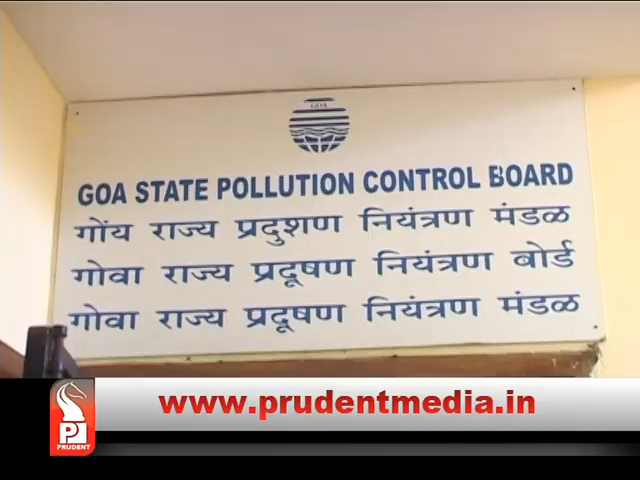 GOA
GOA STATE POLLUTION CONTROL BOARD
गोंय राज्य प्रदुशण नियंत्रण मंडळ
गोवा राज्य प्रदूषण नियंत्रण बोर्ड
गोवा राज्य प्रदूषण नियंत्रण मंडळ
www.prudentmedia.in
PRUDENT